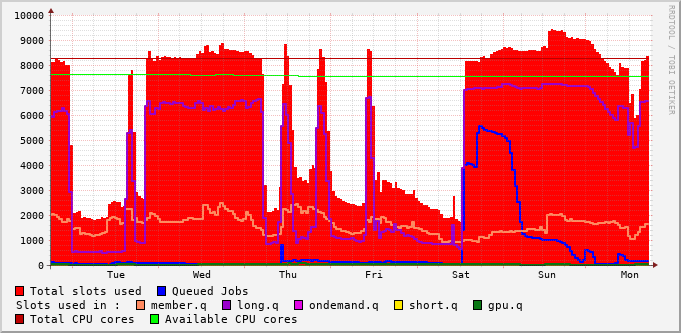 10000
9000
8000
7000
6000
5000
4000
3000
2000
1000
0
Tue Wed Thu Fri Sat Sun Mon
RRDTOOL / TOBI OETIKER
Total slots used Queued Jobs
Slots used in : member.q long.q ondemand.q short.q gpu.q
Total CPU cores Available CPU cores